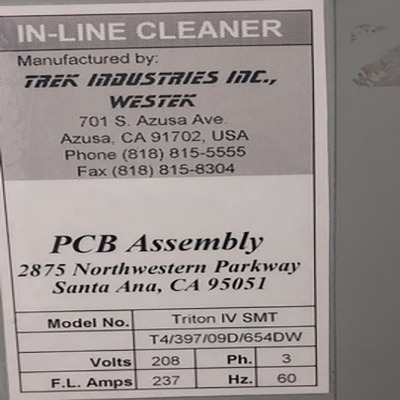 IN-LINE CLEANER
Manufactured by:
TREK INDUSTRIES INC.,
WESTEK
701 S. Azusa Ave.
Azusa, CA 91702, USA
Phone (818) 815-5555
Fax (818) 815-8304
PCB Assembly
2875 Northwestern Parkway
Santa Ana, CA 95051
Model No. Triton IV SMT
T4/397/09D/654DW
Volts 208 Ph. 3
F.L. Amps 237 Hz. 60